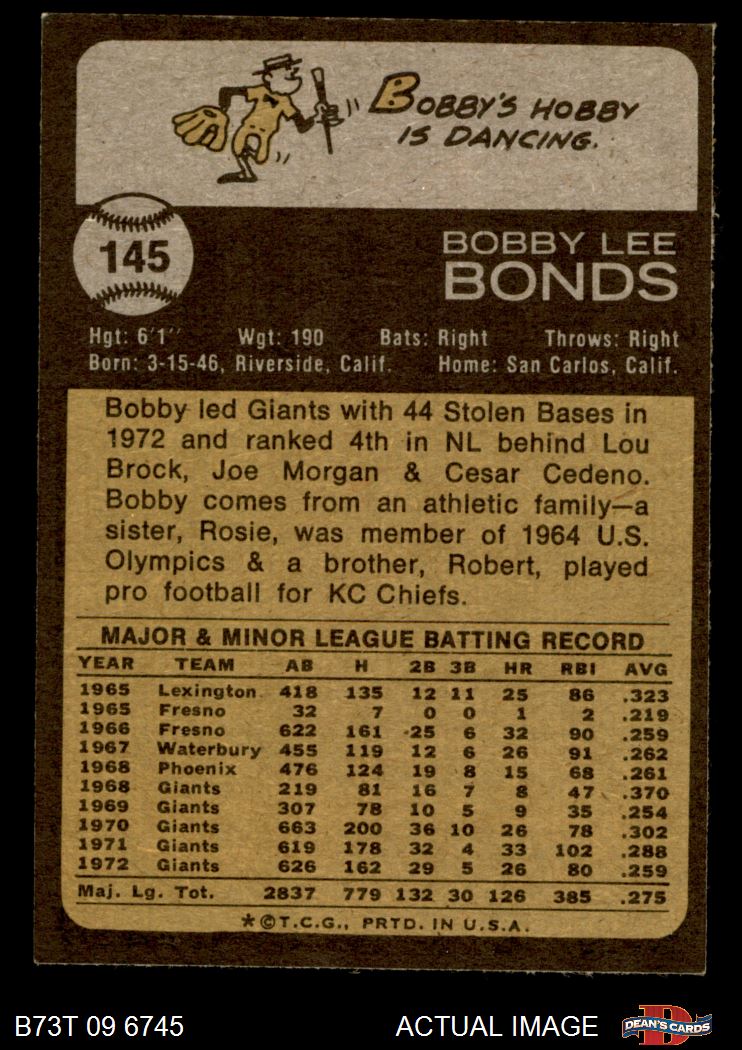 BOBBY'S HOBBY
IS DANCING.
145
BOBBY LEE
BONDS
Hgt: 6'1" Wgt: 190 Bats: Right Throws: Right
Born: 3-15-46, Riverside, Calif. Home: San Carlos, Calif.
Bobby led Giants with 44 Stolen Bases in
1972 and ranked 4th in NL behind Lou
Brock, Joe Morgan & Cesar Cedeno.
Bobby comes from an athletic family—a
sister, Rosie, was member of 1964 U.S.
Olympics & a brother, Robert, played
pro football for KC Chiefs.
MAJOR & MINOR LEAGUE BATTING RECORD
YEAR TEAM AB H 2B 3B HR RBI AVG
1965 Lexington 418 135 12 11 25 86 .323
1965 Fresno 32 7 0 0 1 2 .219
1966 Fresno 622 161 25 6 32 90 .259
1967 Waterbury 455 119 12 6 26 91 .262
1968 Phoenix 476 124 19 8 15 68 .261
1968 Giants 219 81 16 7 8 47 .370
1969 Giants 307 78 10 5 9 35 .254
1970 Giants 663 200 36 10 26 78 .302
1971 Giants 619 178 32 4 33 102 .288
1972 Giants 626 162 29 5 26 80 .259
Maj. Lg. Tot. 2837 779 132 30 126 385 .275
*©T.C.G., PRTD. IN U.S.A.
B73T 09 6745 ACTUAL IMAGE D DEAN'S CARDS